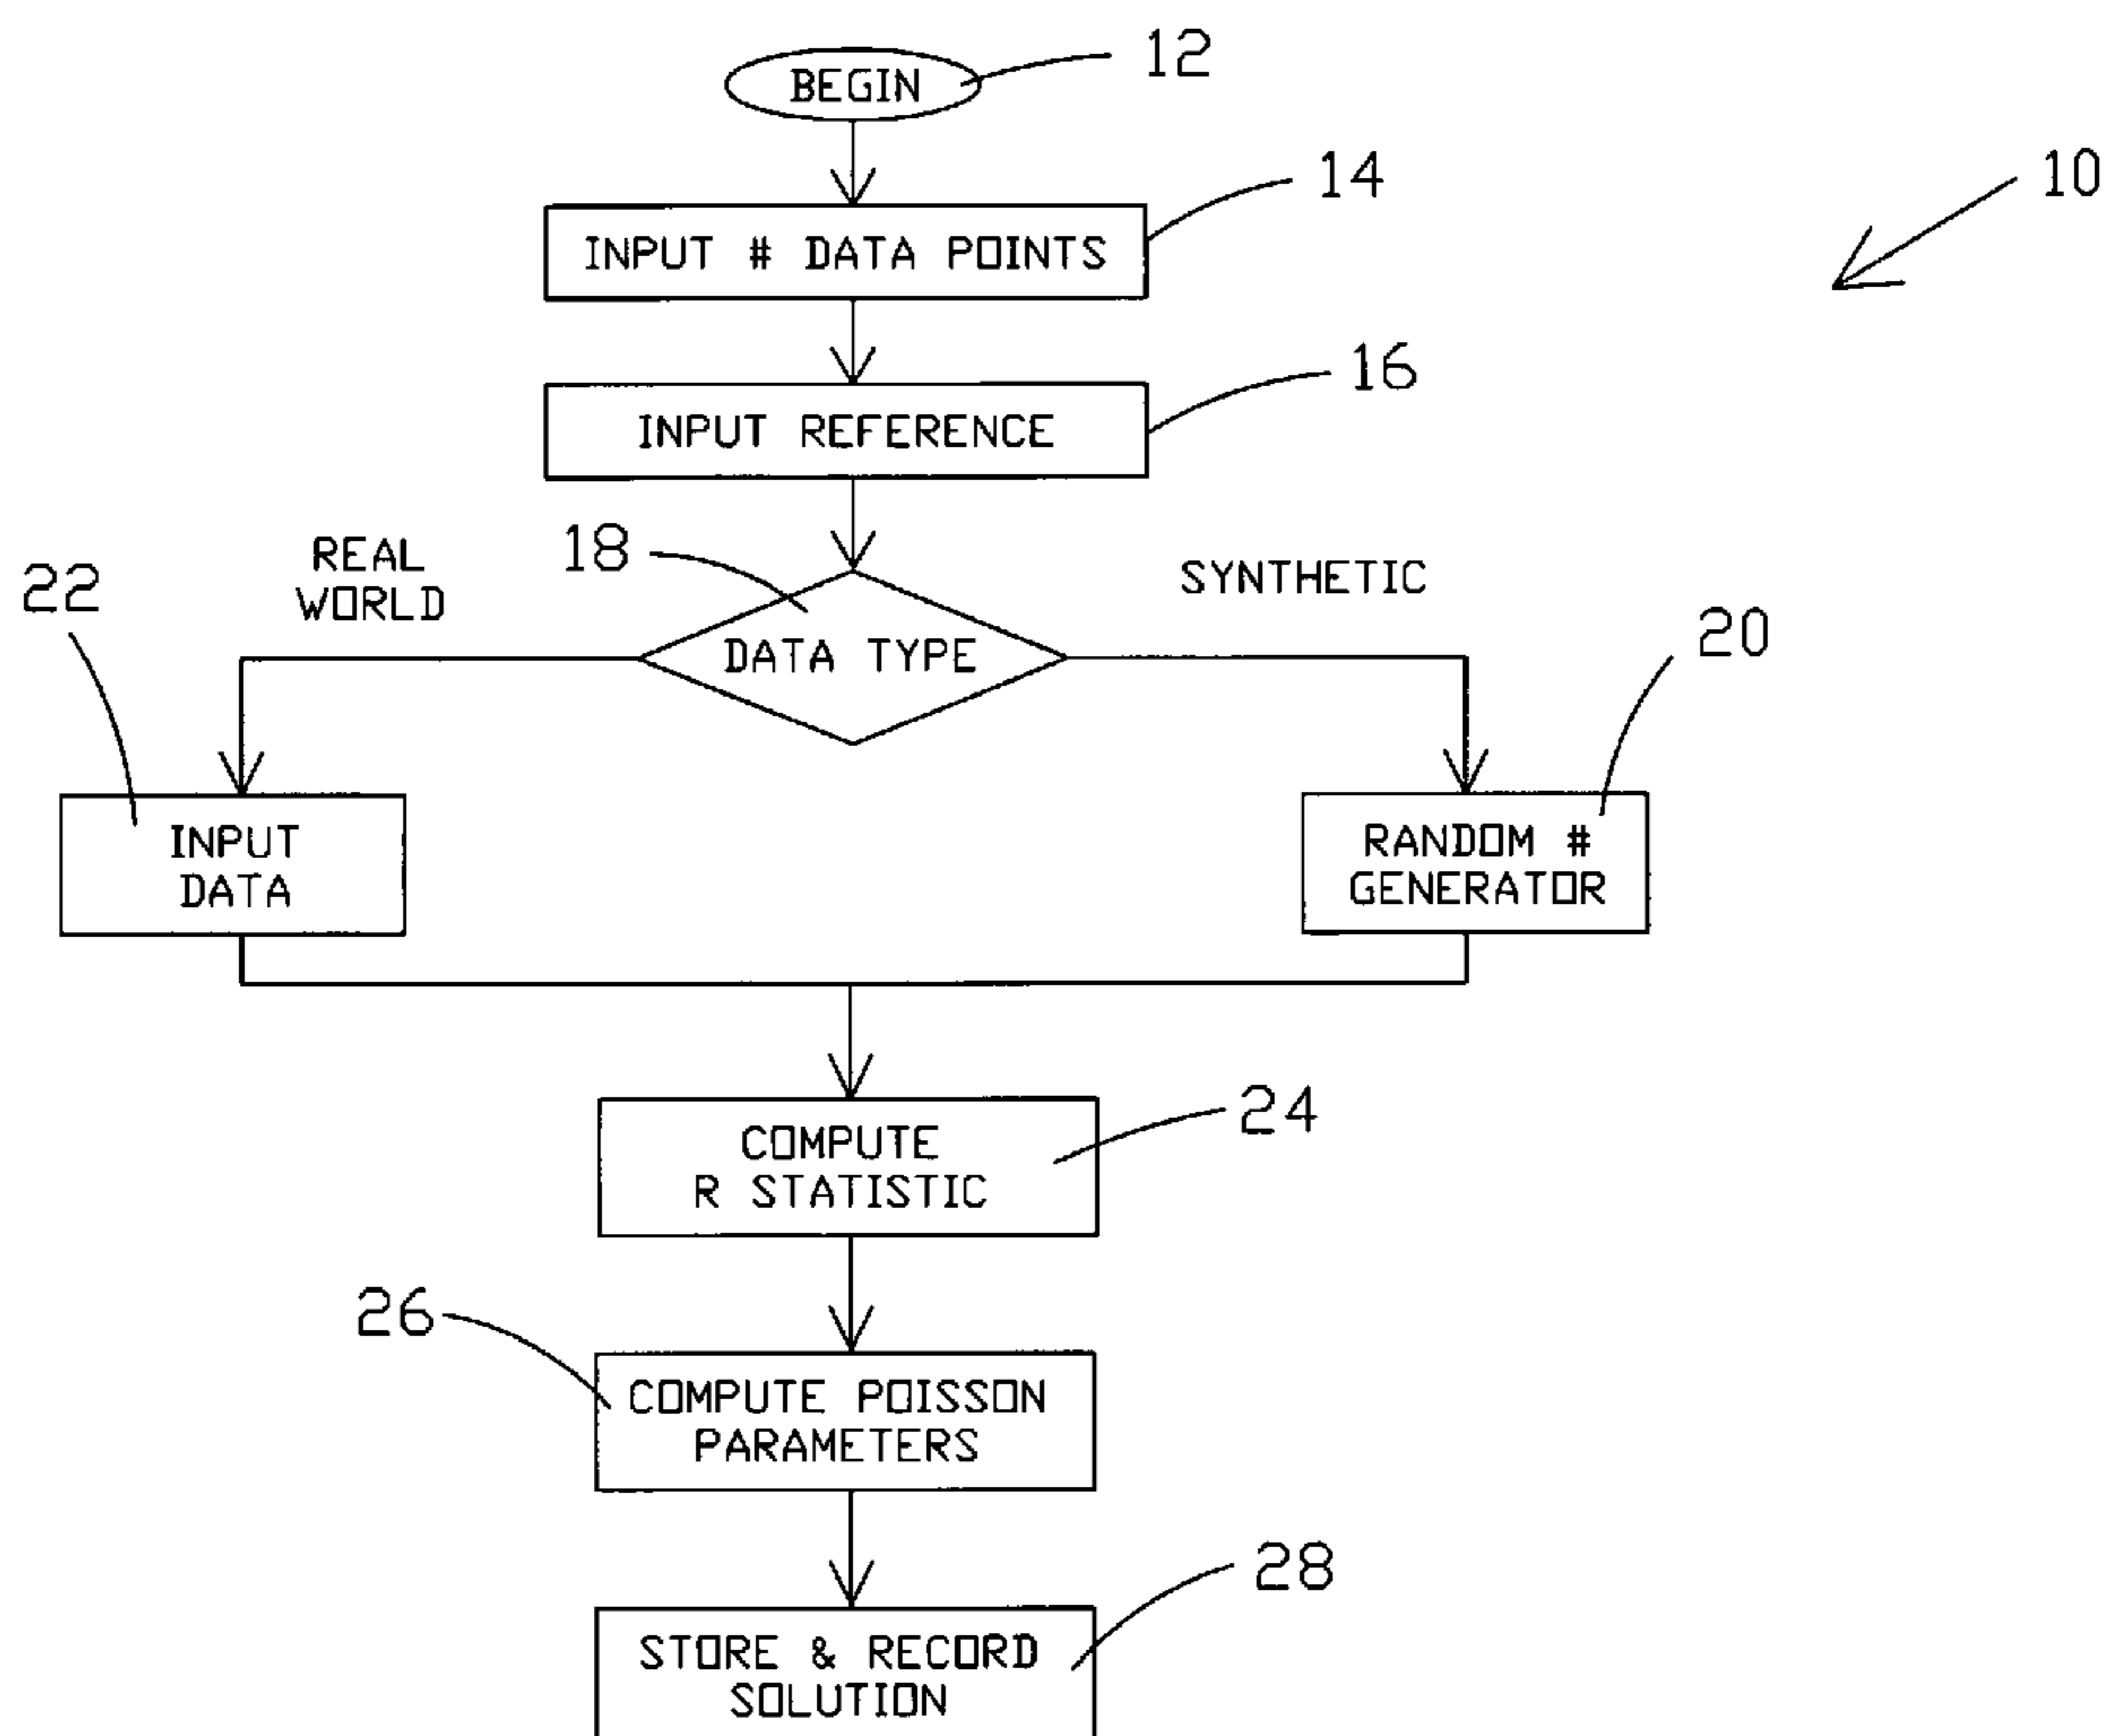 BEGIN
12
INPUT # DATA POINTS
14
10
INPUT REFERENCE
16
18
REAL
WORLD
SYNTHETIC
22
DATA TYPE
20
INPUT
DATA
RANDOM #
GENERATOR
COMPUTE
R STATISTIC
24
26
COMPUTE POISSON
PARAMETERS
28
STORE & RECORD
SOLUTION